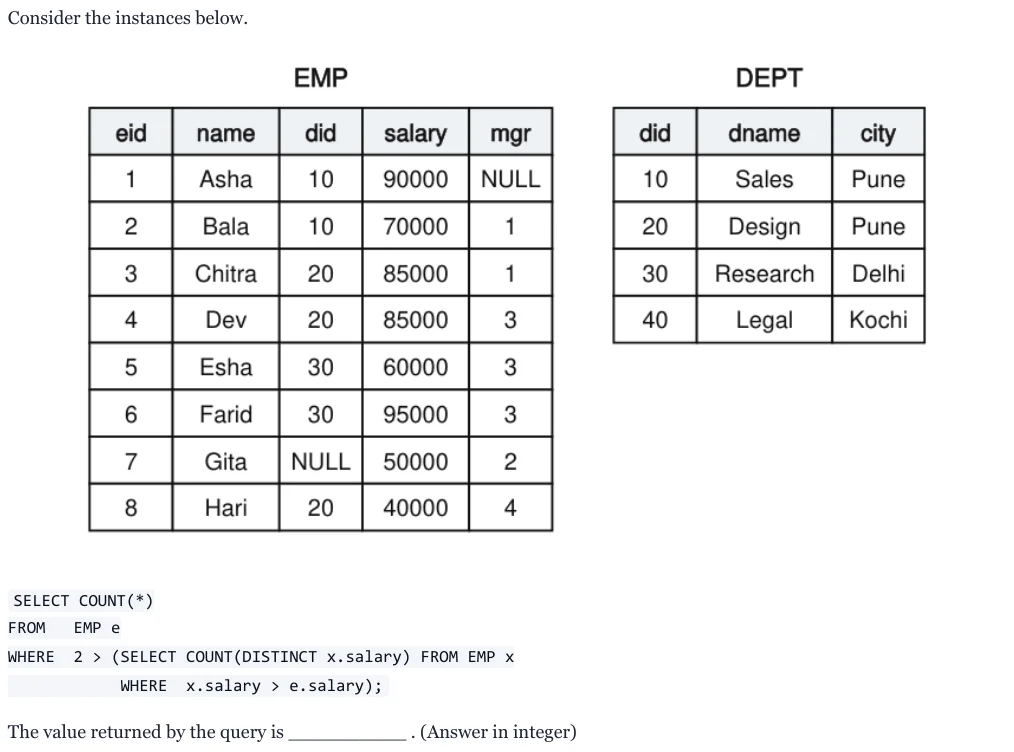 Consider the instances below.
EMP
eid name did salary mgr
1 Asha 10 90000 NULL
2 Bala 10 70000 1
3 Chitra 20 85000 1
4 Dev 20 85000 3
5 Esha 30 60000 3
6 Farid 30 95000 3
7 Gita NULL 50000 2
8 Hari 20 40000 4
DEPT
did dname city
10 Sales Pune
20 Design Pune
30 Research Delhi
40 Legal Kochi
SELECT COUNT(*)
FROM EMP e
WHERE 2 > (SELECT COUNT(DISTINCT x.salary) FROM EMP x
WHERE x.salary > e.salary);
The value returned by the query is ____________ . (Answer in integer)